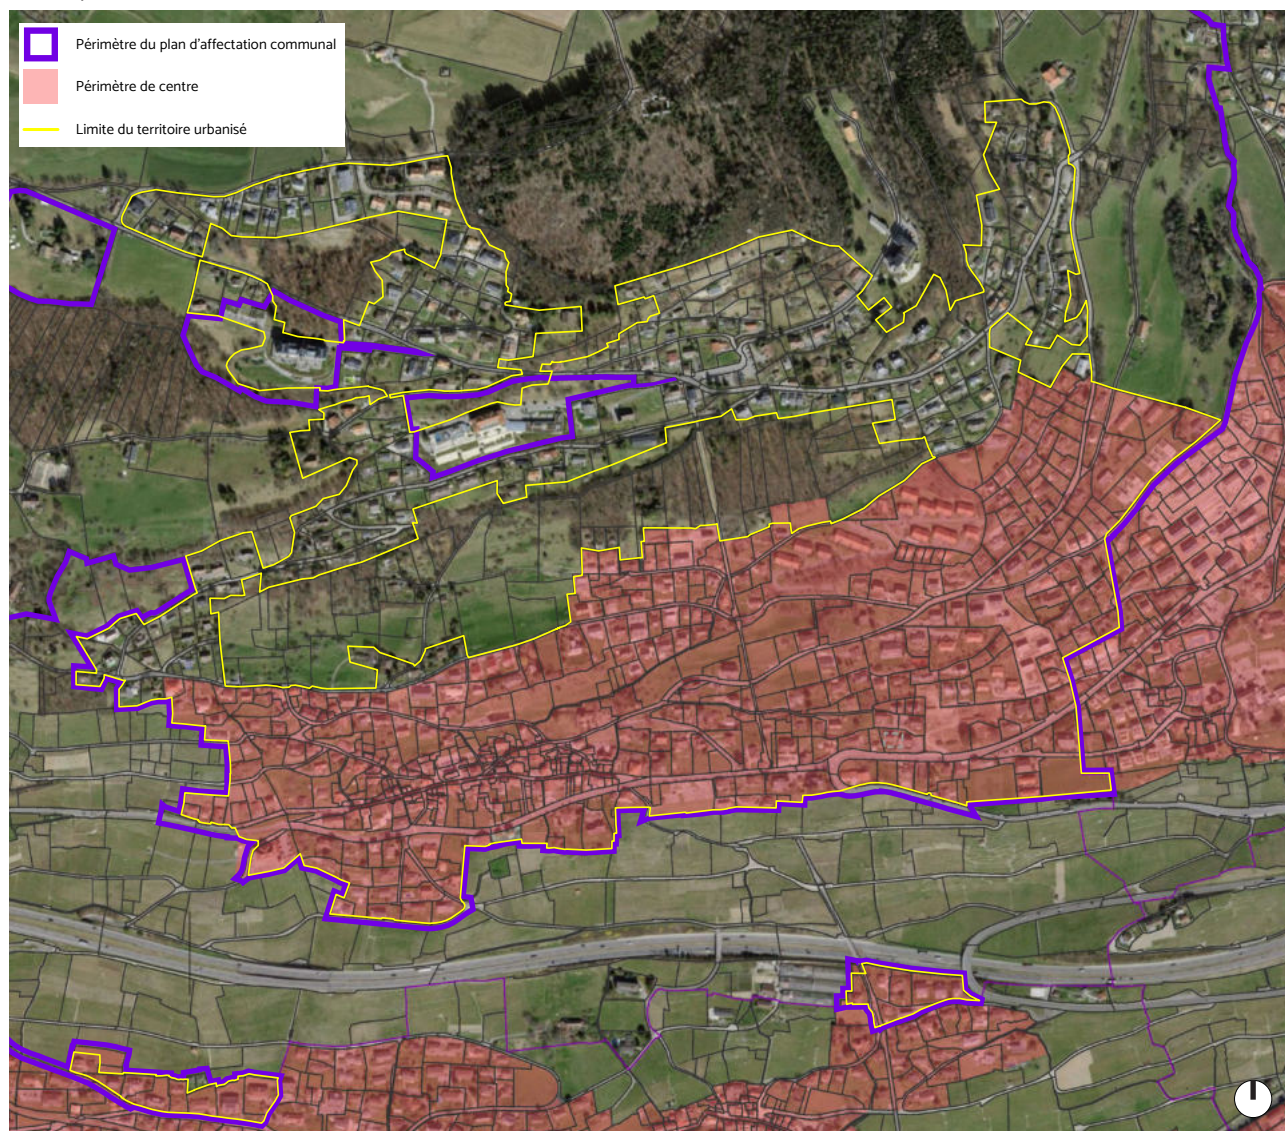 Périmètre du plan d'affectation communal
Périmètre de centre
Limite du territoire urbanisé